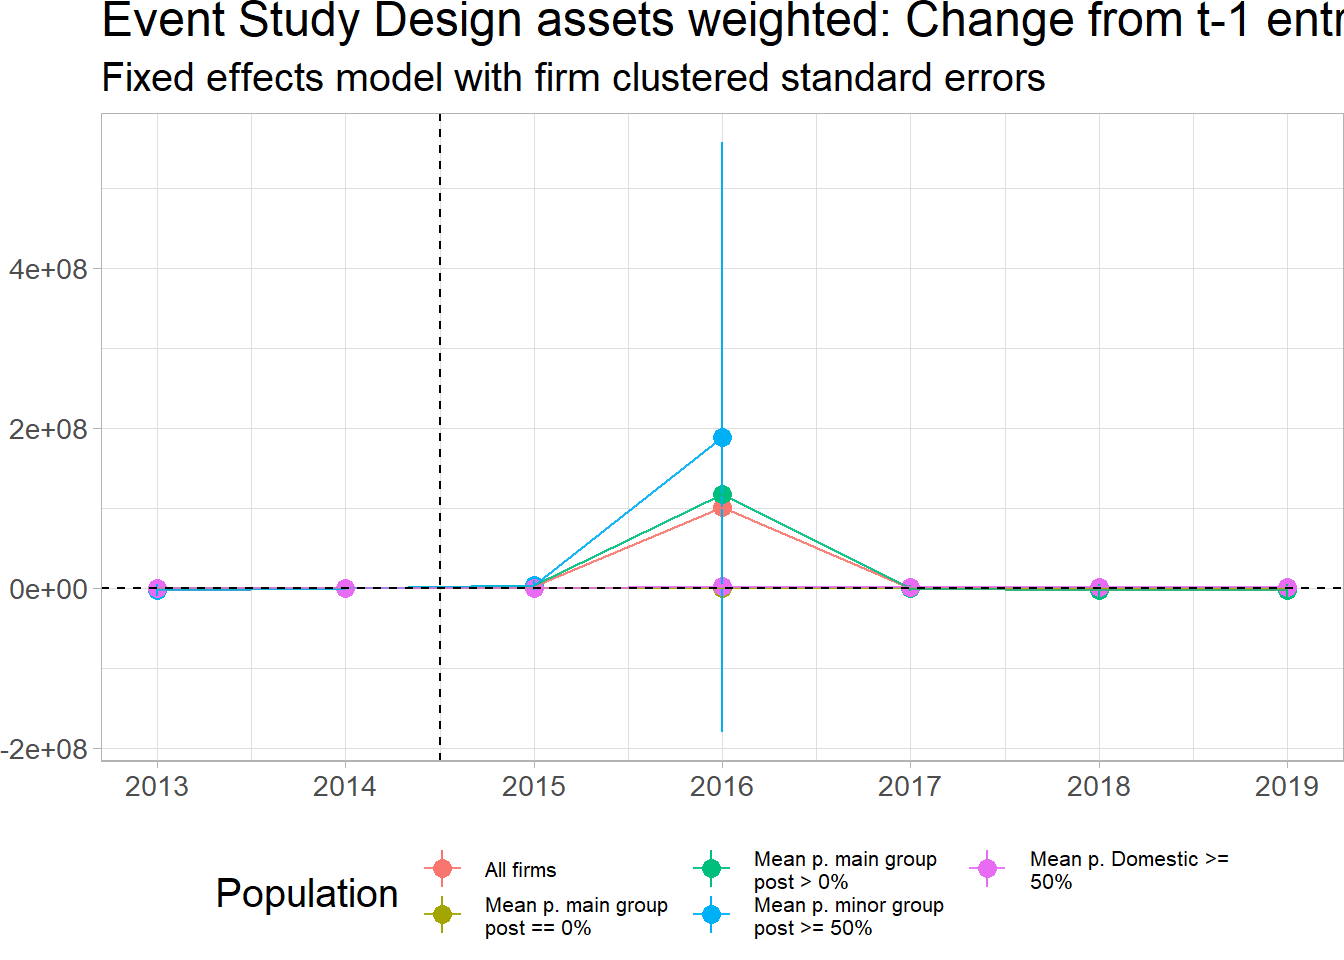 Event Study Design assets weighted: Change from t-1 entr
Fixed effects model with firm clustered standard errors
4e+08
2e+08
0e+00
-2e+08
2013 2014 2015 2016 2017 2018 2019
Population
All firms
Mean p. main group
post == 0%
Mean p. main group
post > 0%
Mean p. minor group
post >= 50%
Mean p. Domestic >=
50%